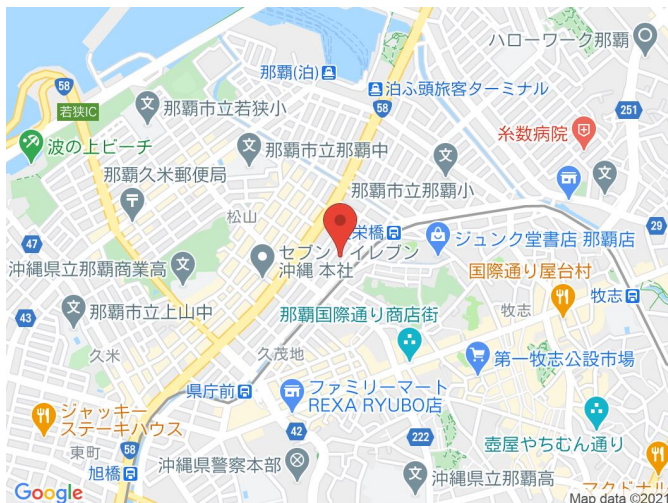 ハローワーク那覇
那覇(泊)
泊ふ頭旅客ターミナル
58
58
若狭IC
那覇市立若狭小
251
糸数病院
波の上ビーチ
那覇市立那覇中
那覇久米郵便局
那覇市立那覇小
松山
29
栄橋
ジュンク堂書店 那覇店
47
セブン-イレブン
沖縄 本社
沖縄県立那覇商業高
国際通り屋台村
牧志
43
那覇市立上山中
那覇国際通り商店街
久米
久茂地
第一牧志公設市場
県庁前
ファミリーマート
REXA RYUBO店
ジャッキー
ステーキハウス
42
222
壺屋やちむん通り
東町
58
旭橋
沖縄県警察本部
沖縄県立那覇高
マクドナル
Google
Map data ©202